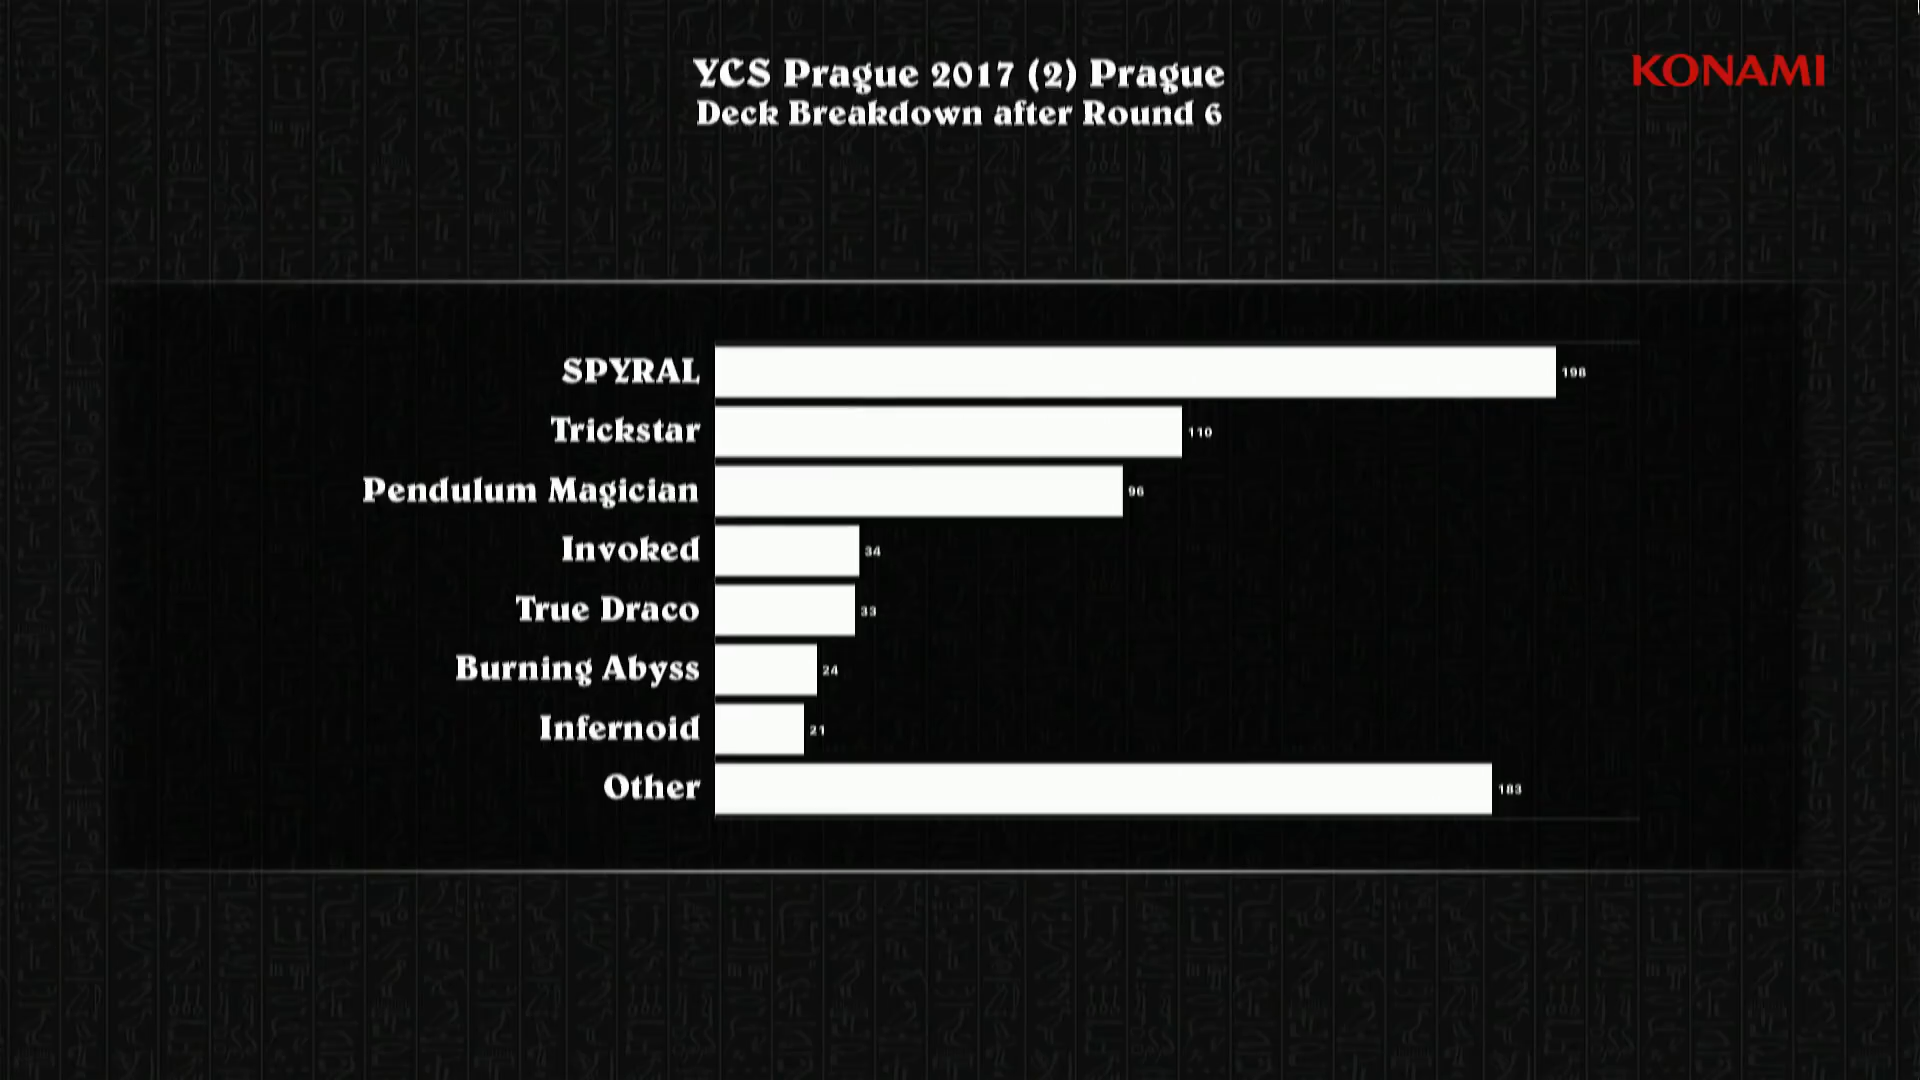 YCS Prague 2017 (2) Prague
KONAMI
Deck Breakdown after Round 6
SPYRAL 198
Trickstar 110
Pendulum Magician 96
Invoked 34
True Draco 33
Burning Abyss 24
Infernoid 21
Other 183